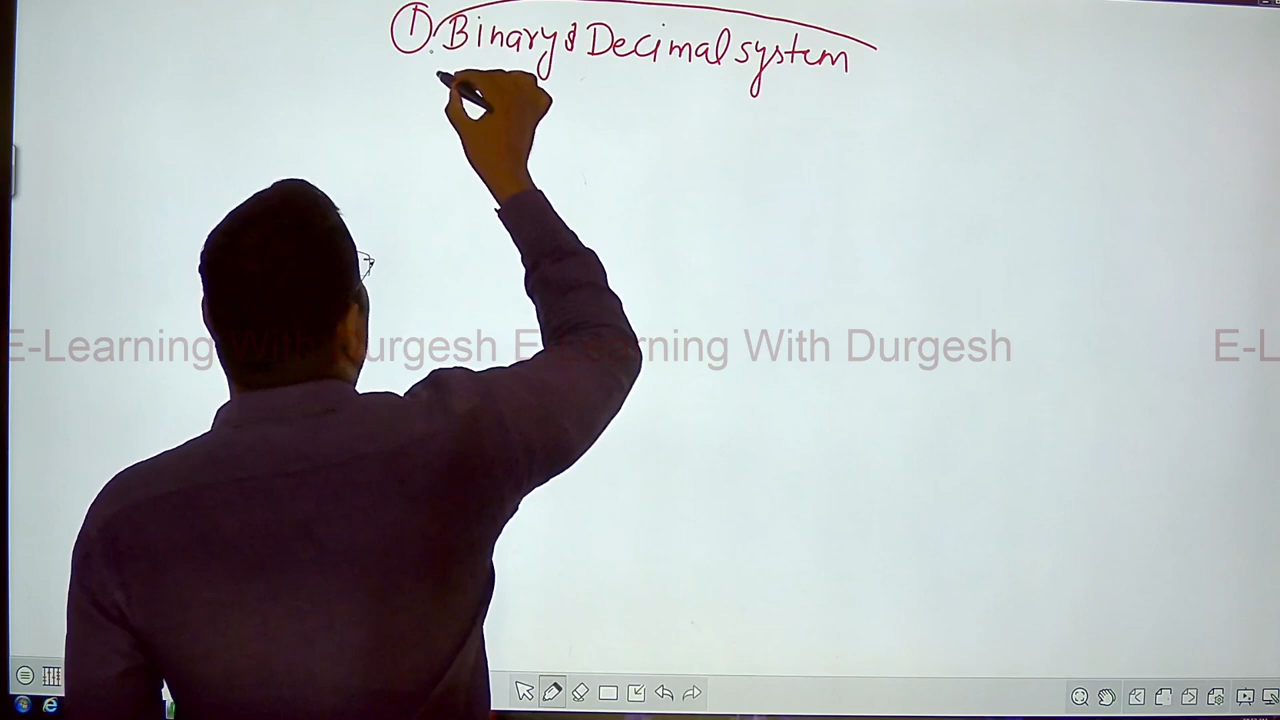 ① Binary & Decimal system
E-Learning With Durgesh E-Learning With Durgesh E-L